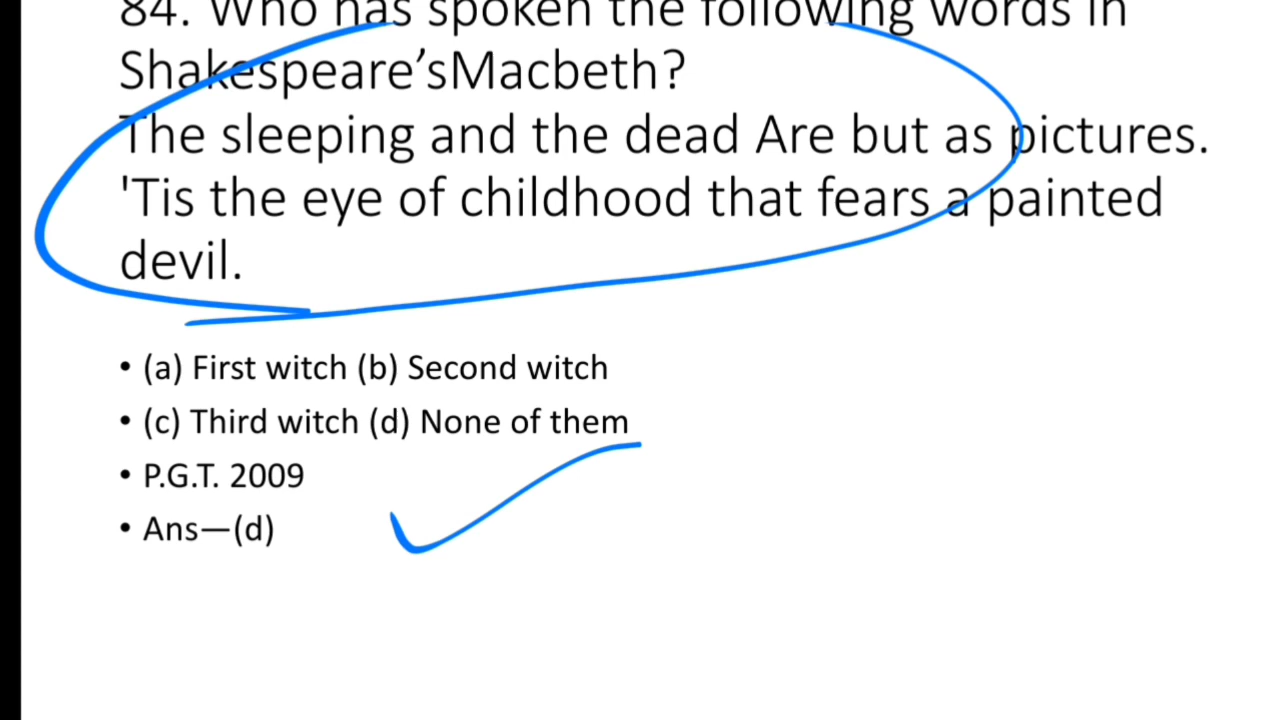 84. Who has spoken the following words in
Shakespeare'sMacbeth?
The sleeping and the dead Are but as pictures.
'Tis the eye of childhood that fears a painted
devil.
• (a) First witch (b) Second witch
• (c) Third witch (d) None of them
• P.G.T. 2009
• Ans—(d)